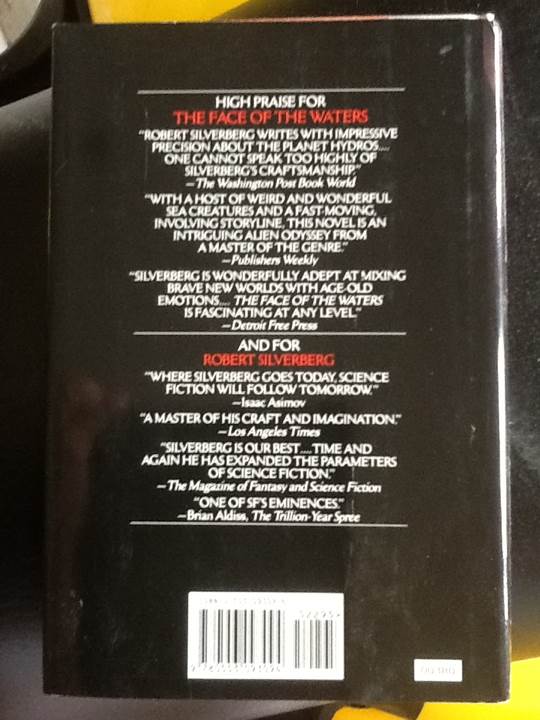 HIGH PRAISE FOR
THE FACE OF THE WATERS
"ROBERT SILVERBERG WRITES WITH IMPRESSIVE
PRECISION ABOUT THE PLANET HYDROS....
ONE CANNOT SPEAK TOO HIGHLY OF
SILVERBERG'S CRAFTSMANSHIP."
—The Washington Post Book World
"WITH A HOST OF WEIRD AND WONDERFUL
SEA CREATURES AND A FAST-MOVING,
INVOLVING STORYLINE, THIS NOVEL IS AN
INTRIGUING ALIEN ODYSSEY FROM
A MASTER OF THE GENRE."
—Publishers Weekly
"SILVERBERG IS WONDERFULLY ADEPT AT MIXING
BRAVE NEW WORLDS WITH AGE-OLD
EMOTIONS.... THE FACE OF THE WATERS
IS FASCINATING AT ANY LEVEL."
—Detroit Free Press
AND FOR
ROBERT SILVERBERG
"WHERE SILVERBERG GOES TODAY, SCIENCE
FICTION WILL FOLLOW TOMORROW."
—Isaac Asimov
"A MASTER OF HIS CRAFT AND IMAGINATION."
—Los Angeles Times
"SILVERBERG IS OUR BEST.... TIME AND
AGAIN HE HAS EXPANDED THE PARAMETERS
OF SCIENCE FICTION."
—The Magazine of Fantasy and Science Fiction
"ONE OF SF'S EMINENCES."
—Brian Aldiss, The Trillion-Year Spree